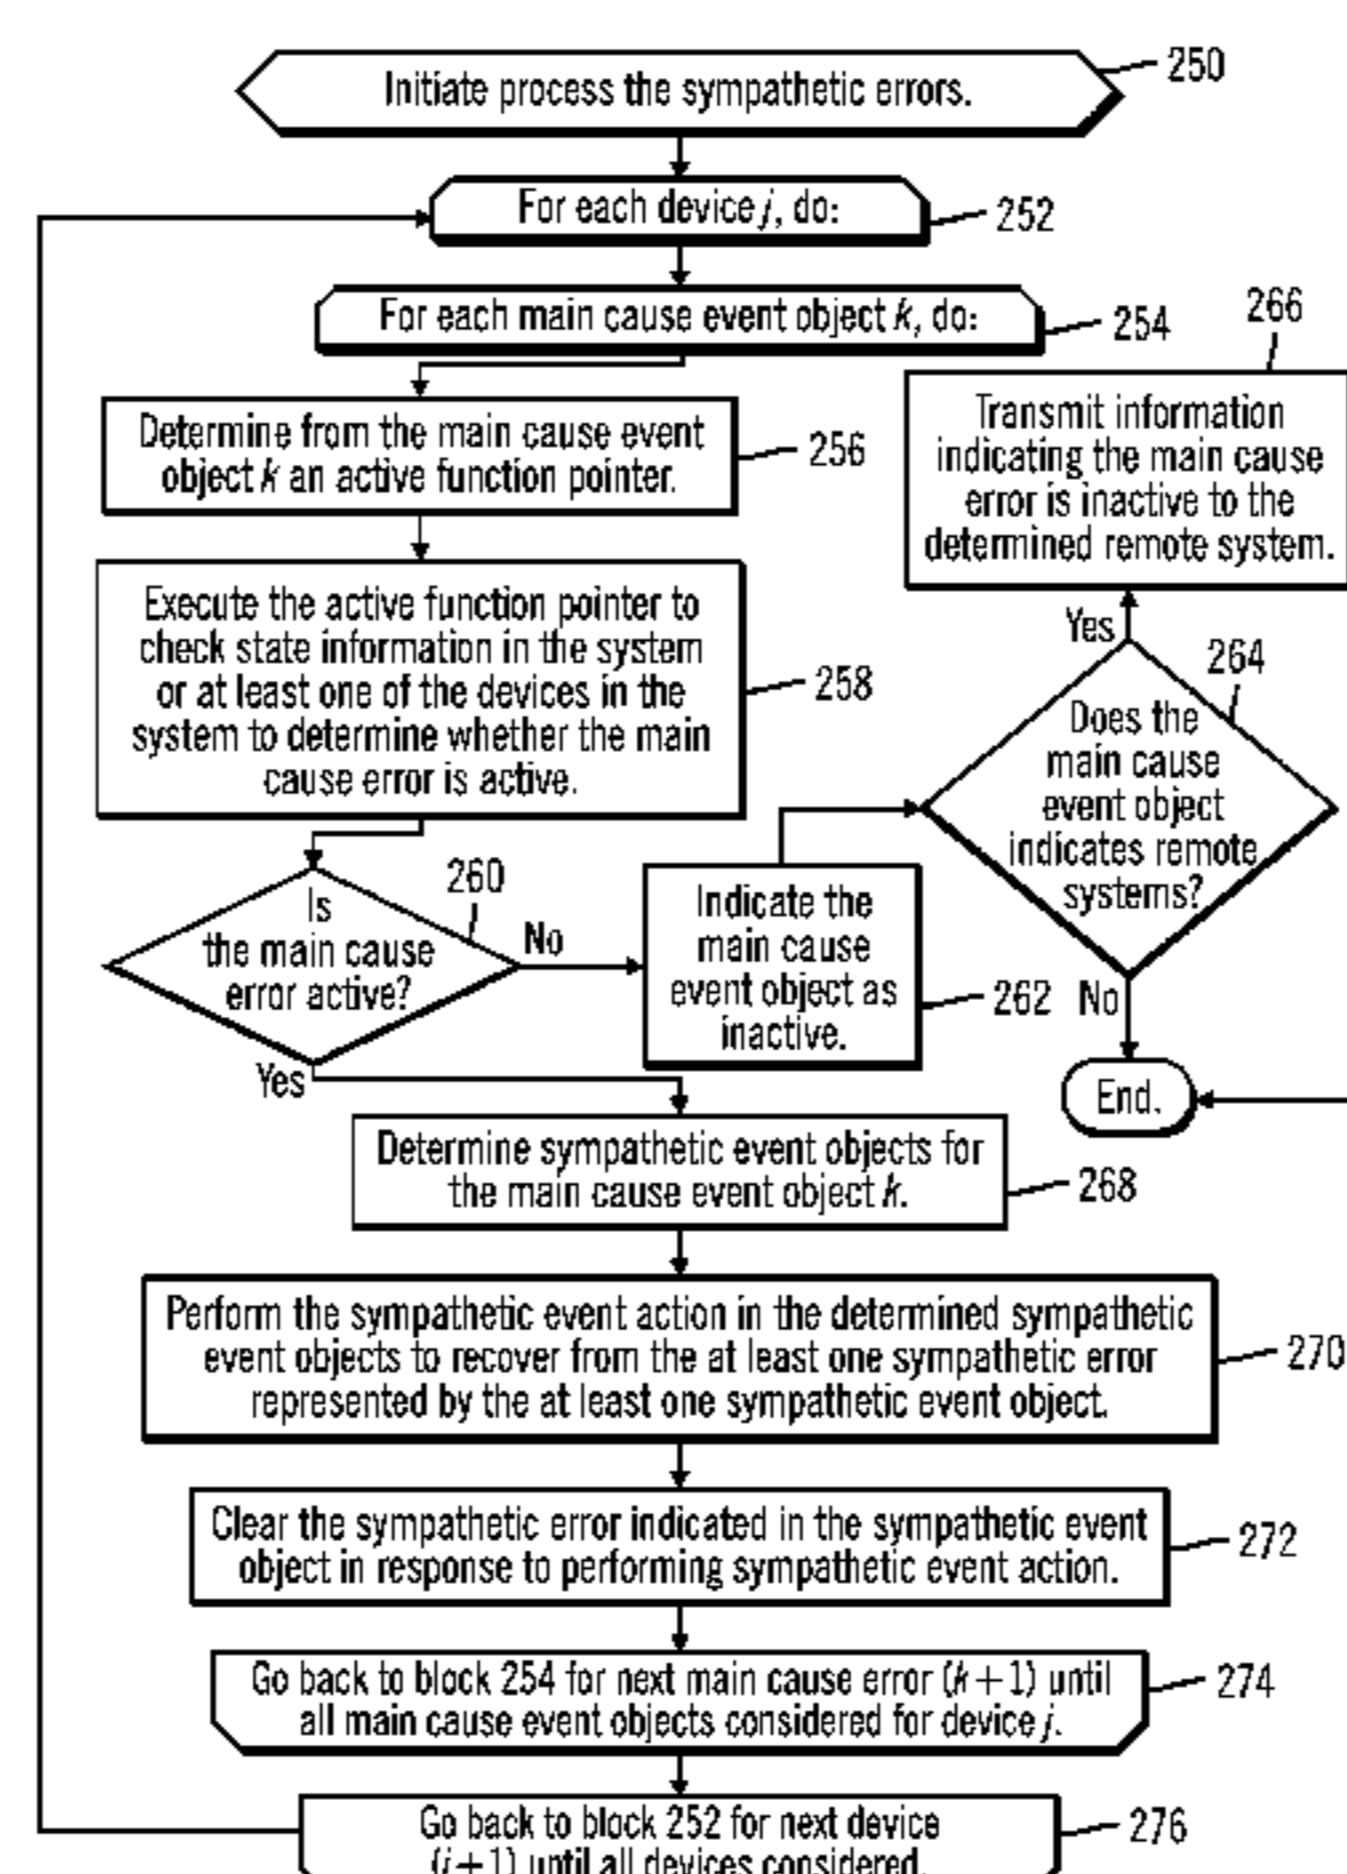 Initiate process the sympathetic errors.
250
For each device j, do:
252
For each main cause event object k, do:
254
Determine from the main cause event
object k an active function pointer.
256
Execute the active function pointer to
check state information in the system
or at least one of the devices in the
system to determine whether the main
cause error is active.
258
Is
the main cause
error active?
260
No
Yes
Indicate the
main cause
event object as
inactive.
262
Does the
main cause
event object
indicates remote
systems?
264
Yes
No
266
Transmit information
indicating the main cause
error is inactive to the
determined remote system.
End.
Determine sympathetic event objects for
the main cause event object k.
268
Perform the sympathetic event action in the determined sympathetic
event objects to recover from the at least one sympathetic error
represented by the at least one sympathetic event object.
270
Clear the sympathetic error indicated in the sympathetic event
object in response to performing sympathetic event action.
272
Go back to block 254 for next main cause error (k+1) until
all main cause event objects considered for device j.
274
Go back to block 252 for next device
(j+1) until all devices considered.
276